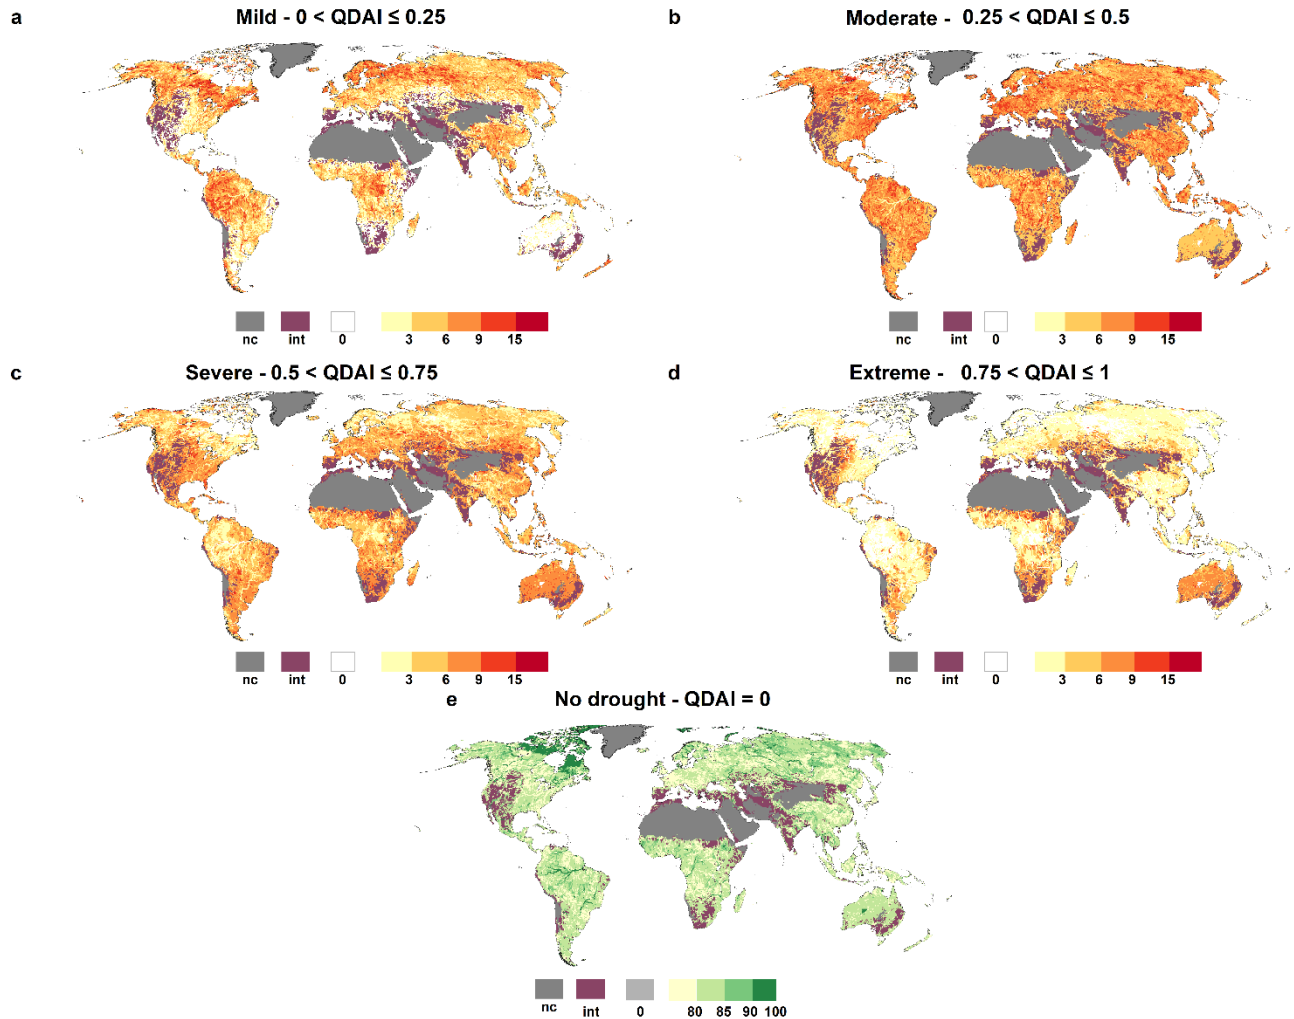 a
Mild - 0 < QDAI ≤ 0.25
b
Moderate - 0.25 < QDAI ≤ 0.5
nc int 0 3 6 9 15
nc int 0 3 6 9 15
c
Severe - 0.5 < QDAI ≤ 0.75
d
Extreme - 0.75 < QDAI ≤ 1
nc int 0 3 6 9 15
nc int 0 3 6 9 15
e
No drought - QDAI = 0
nc int 0 80 85 90 100